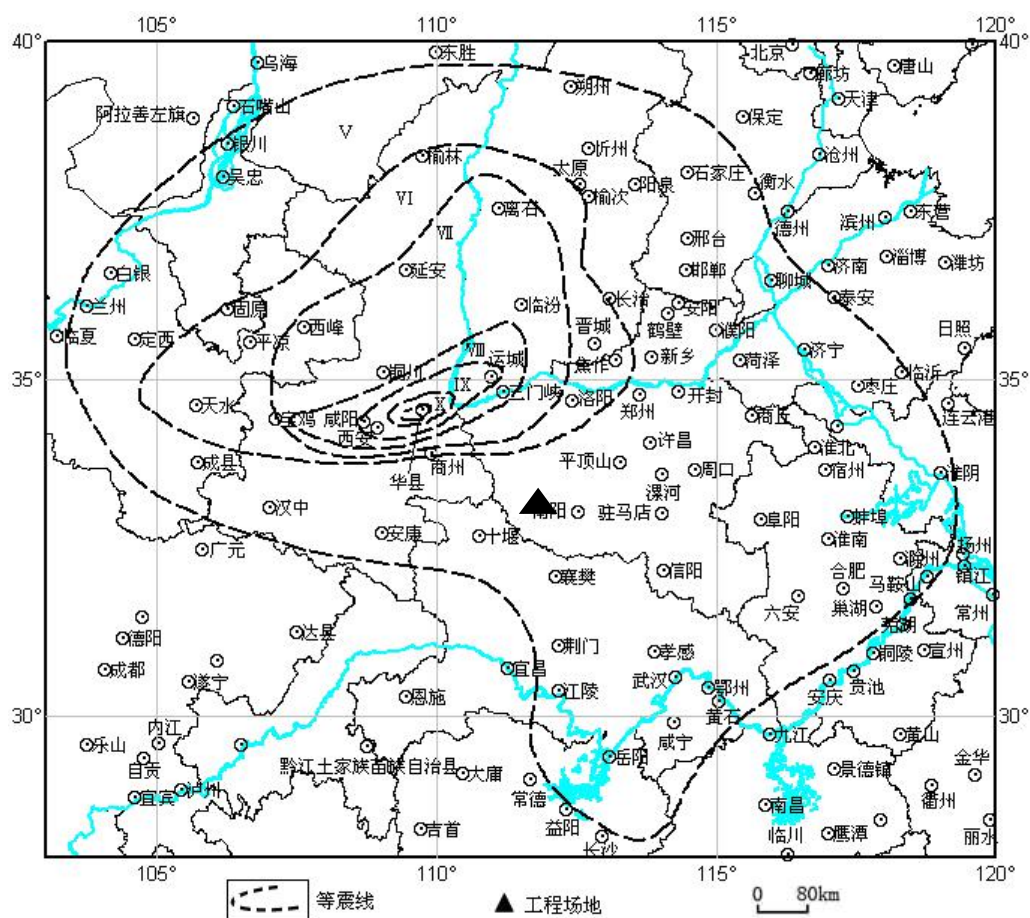 105° 110° 115° 120°
40° 40°
东胜
北京
乌海
唐山
廊坊
朔州
天津
石嘴山
阿拉善左旗
保定
Ⅴ
银川
忻州
沧州
榆林
太原
吴忠
石家庄
阳泉
衡水
榆次
Ⅵ
离石
德州
滨州
东营
Ⅶ
邢台
淄博
潍坊
济南
白银
延安
邯郸
聊城
泰安
兰州
固原
临汾
长治
安阳
西峰
晋城
鹤壁
濮阳
日照
临夏
定西
平凉
Ⅷ
焦作
新乡
菏泽
济宁
铜川
运城
临沂
35° 35°
Ⅸ
三门峡
枣庄
天水
Ⅹ
洛阳
郑州
开封
连云港
宝鸡
咸阳
商丘
西安
许昌
淮北
成县
商州
平顶山
周口
宿州
淮阴
华县
漯河
汉中
南阳
驻马店
阜阳
蚌埠
安康
十堰
淮南
扬州
广元
滁州
镇江
襄樊
信阳
合肥
马鞍山
六安
巢湖
常州
德阳
达县
芜湖
荆门
孝感
铜陵
宣州
成都
宜昌
遂宁
武汉
鄂州
贵池
恩施
江陵
安庆
30° 30°
黄石
内江
咸宁
九江
黄山
乐山
自贡
黔江土家族苗族自治县
岳阳
金华
大庸
景德镇
泸州
常德
衢州
宜宾
益阳
南昌
吉首
长沙
临川
鹰潭
丽水
105° 110° 115° 120°
等震线 工程场地 0 80km